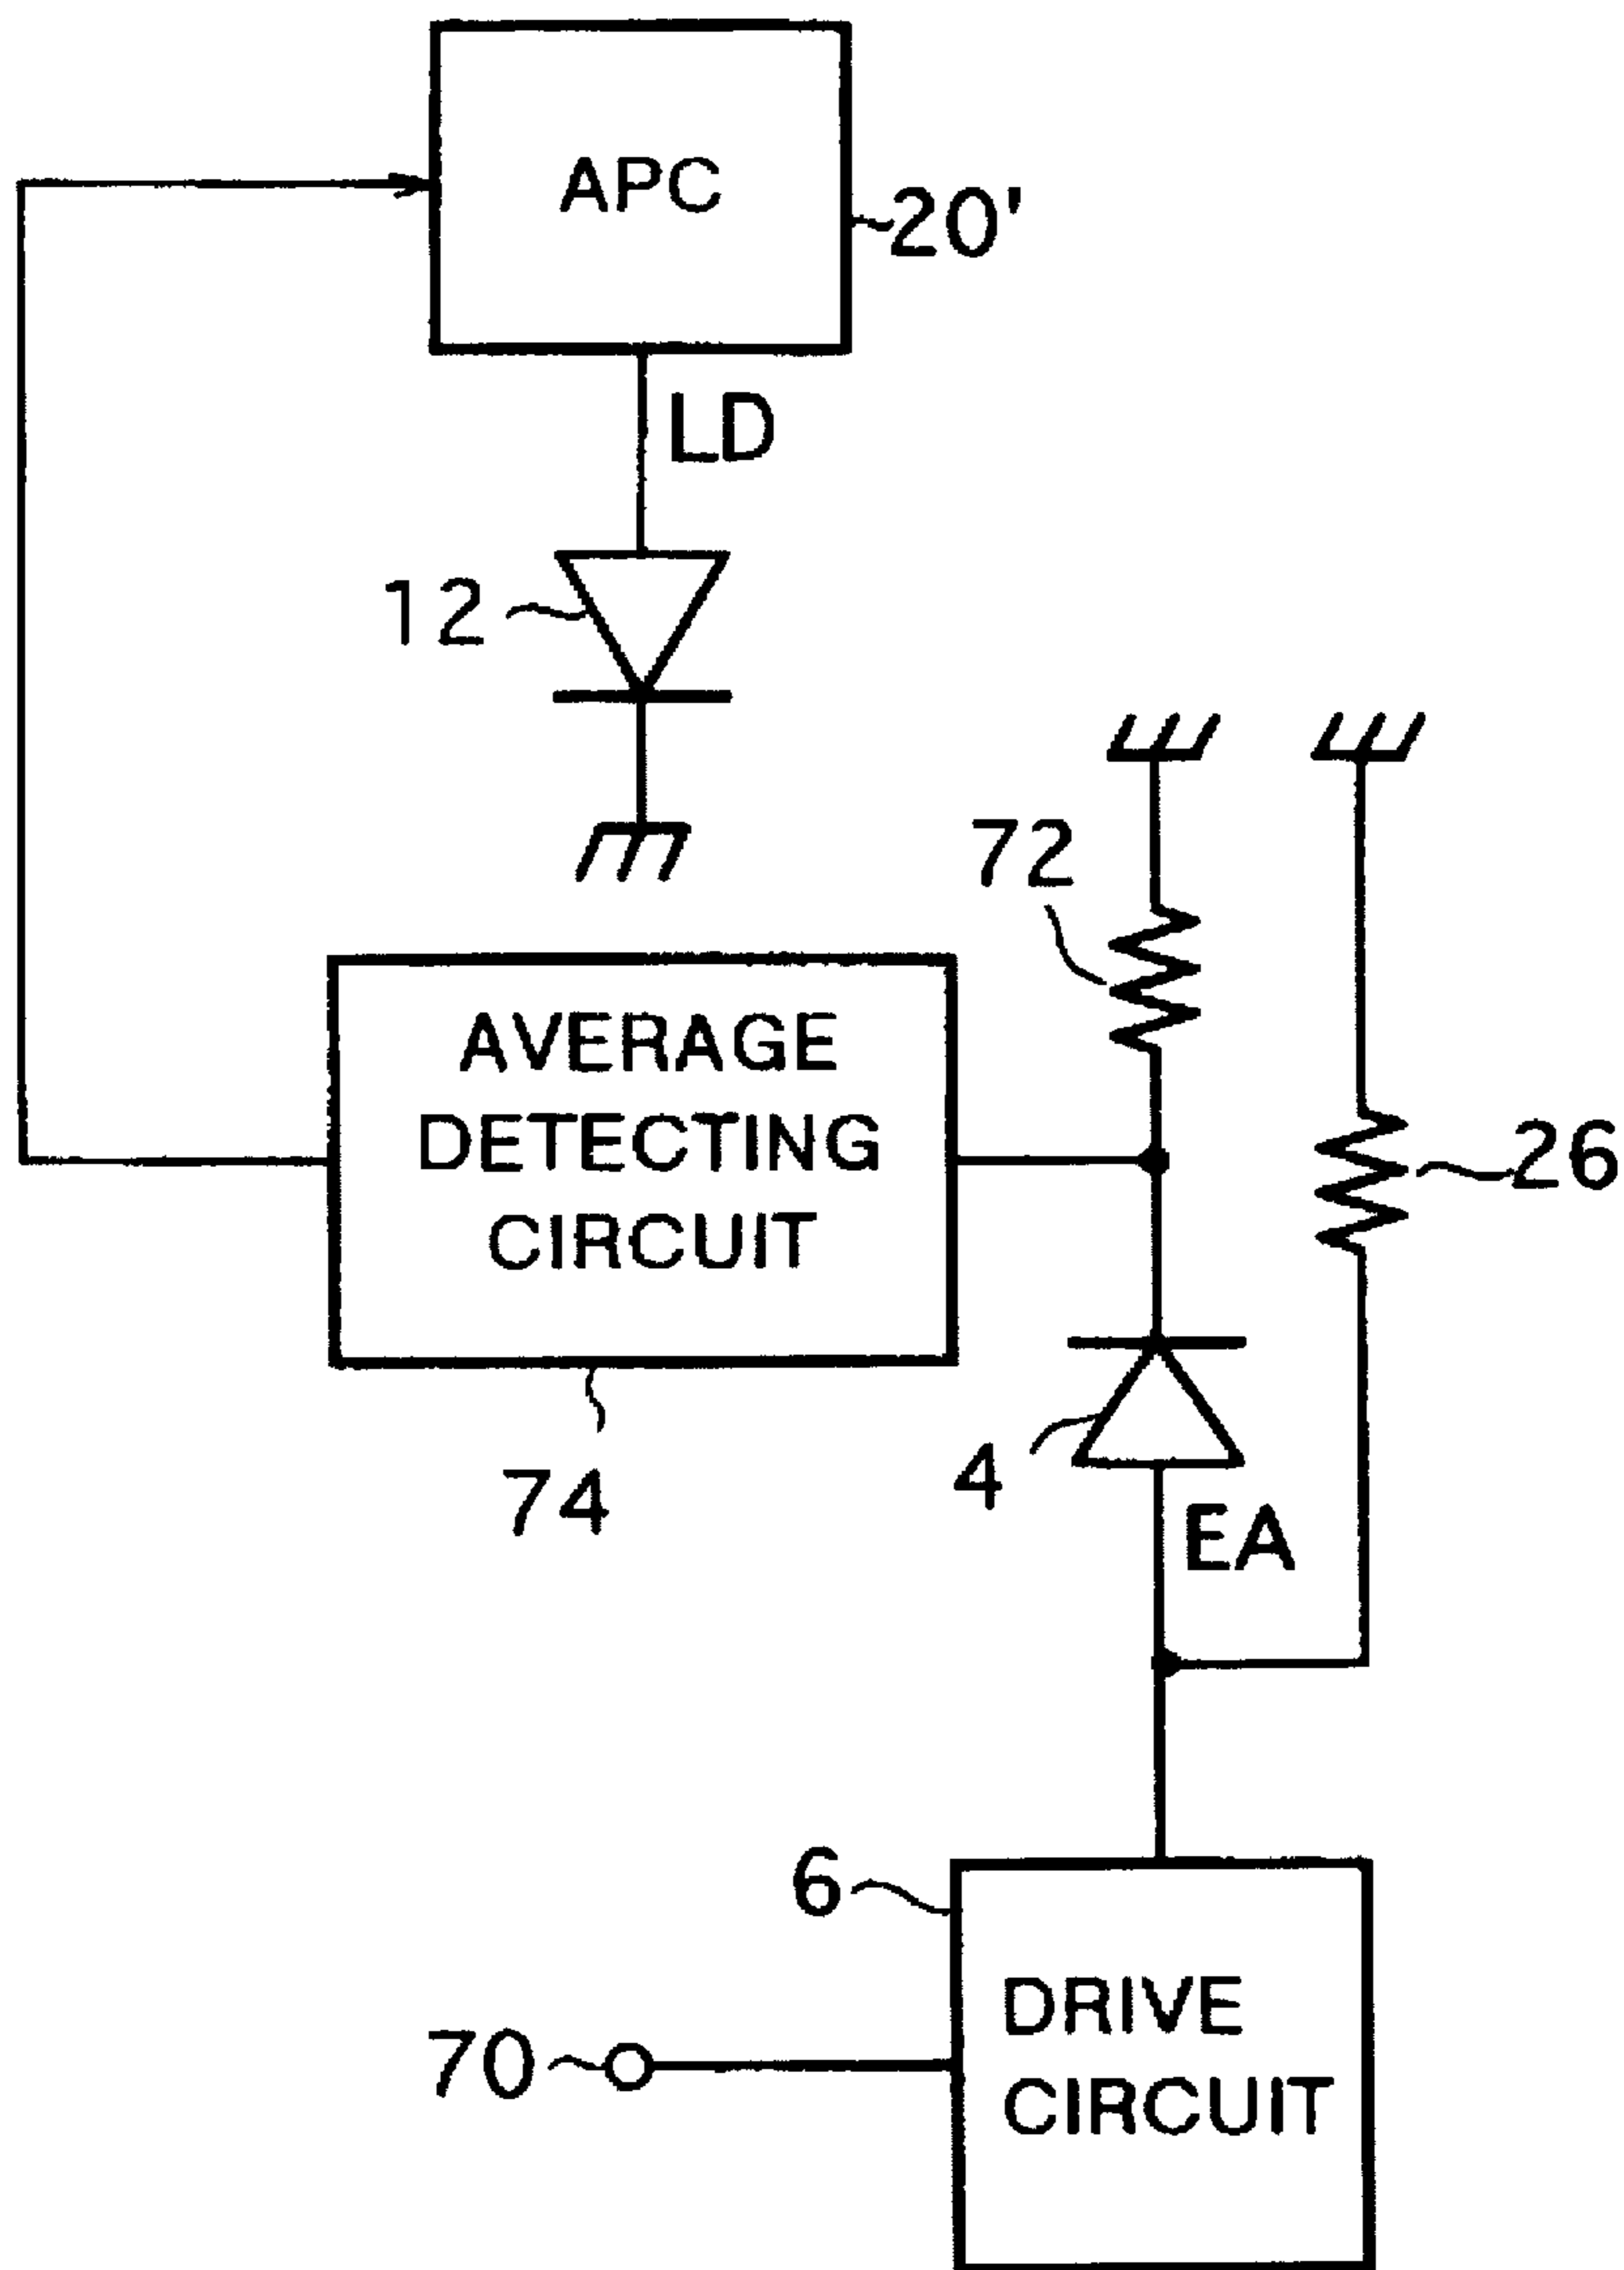 APC
20'
LD
12
72
AVERAGE
DETECTING
CIRCUIT
26
74
4
EA
6
DRIVE
CIRCUIT
70